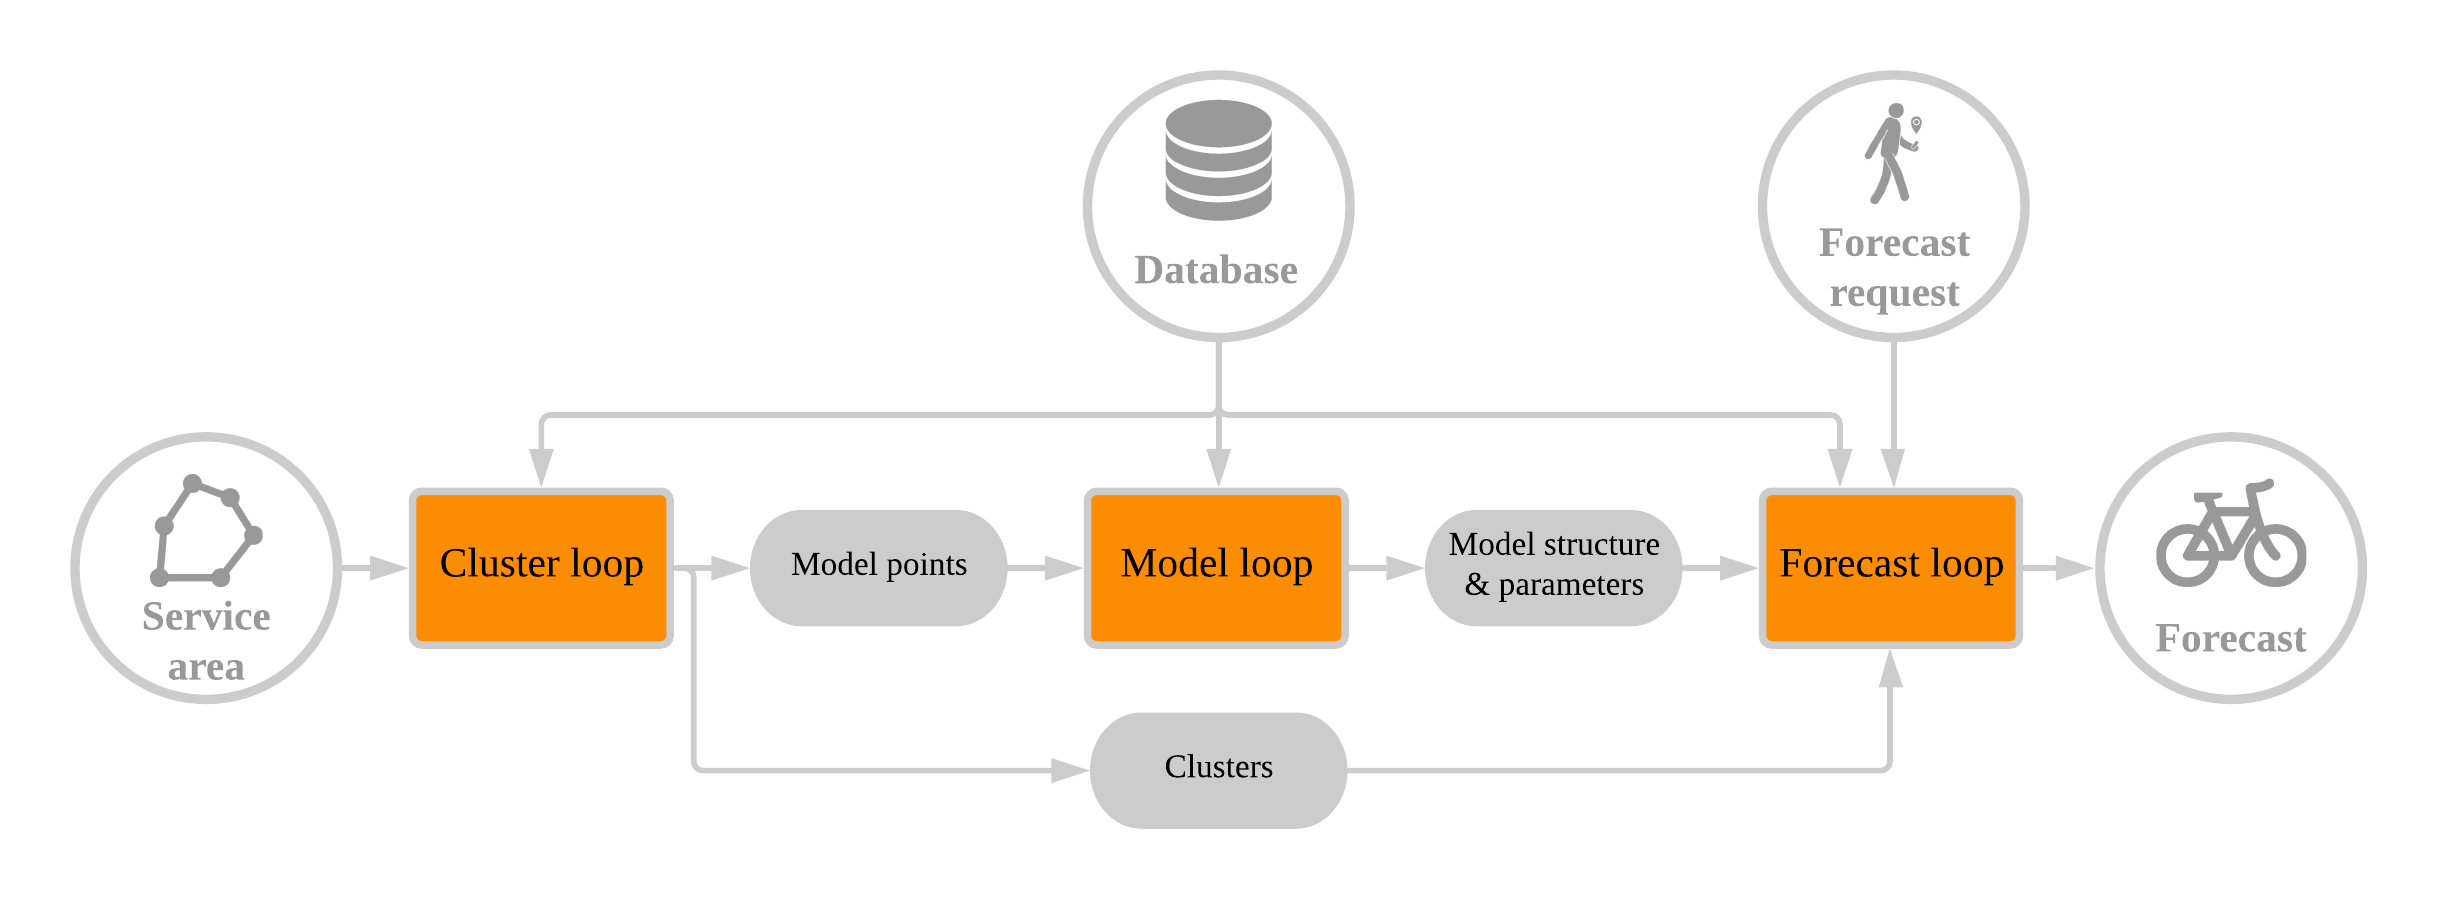 Database
Forecast
request
Service
area
Cluster loop
Model points
Model loop
Model structure
& parameters
Forecast loop
Forecast
Clusters